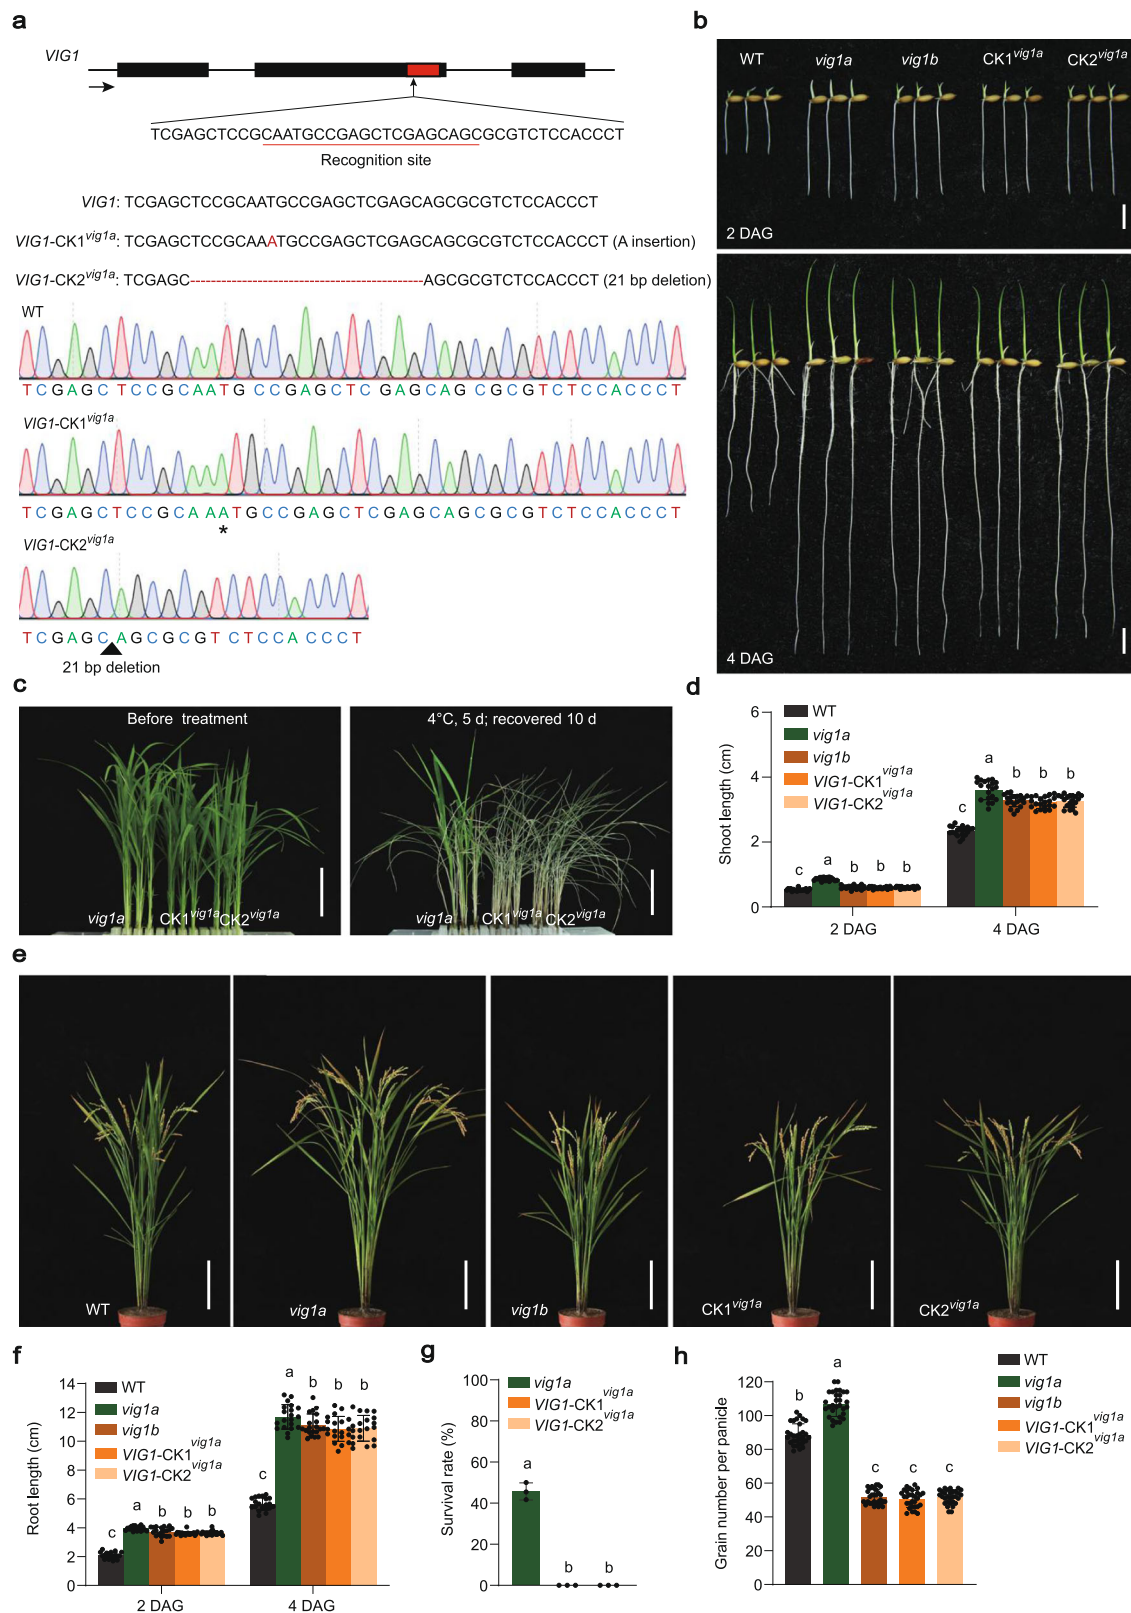 a
VIG1
TCGAGCTCCGCAATGCCGAGCTCGAGCAGCGCGTCTCCACCCT
Recognition site
VIG1: TCGAGCTCCGCAATGCCGAGCTCGAGCAGCGCGTCTCCACCCT
VIG1-CK1vig1a: TCGAGCTCCGCAAATGCCGAGCTCGAGCAGCGCGTCTCCACCCT (A insertion)
VIG1-CK2vig1a: TCGAGC---------------------AGCGCGTCTCCACCCT (21 bp deletion)
WT
TCGAGCTCCGCAATGCCGAGCTCGAGCAGCGCGTCTCCACCCT
VIG1-CK1vig1a
TCGAGCTCCGCAAATGCCGAGCTCGAGCAGCGCGTCTCCACCCT
*
VIG1-CK2vig1a
TCGAGCAGCGCGTCTCCACCCT
21 bp deletion
b
WT vig1a vig1b CK1vig1a CK2vig1a
2 DAG
4 DAG
c
Before treatment
vig1a CK1vig1a CK2vig1a
4°C, 5 d; recovered 10 d
vig1a CK1vig1a CK2vig1a
d
Shoot length (cm)
6
4
2
0
WT
vig1a
vig1b
VIG1-CK1vig1a
VIG1-CK2vig1a
c a b b b
c a b b b
2 DAG 4 DAG
e
WT
vig1a
vig1b
CK1vig1a
CK2vig1a
f
Root length (cm)
14
12
10
8
6
4
2
0
WT
vig1a
vig1b
VIG1-CK1vig1a
VIG1-CK2vig1a
c a b b b
c a b b b
2 DAG 4 DAG
g
Survival rate (%)
100
80
60
40
20
0
vig1a
VIG1-CK1vig1a
VIG1-CK2vig1a
a b b
h
Grain number per panicle
120
100
80
60
40
20
0
b a c c c
WT
vig1a
vig1b
VIG1-CK1vig1a
VIG1-CK2vig1a